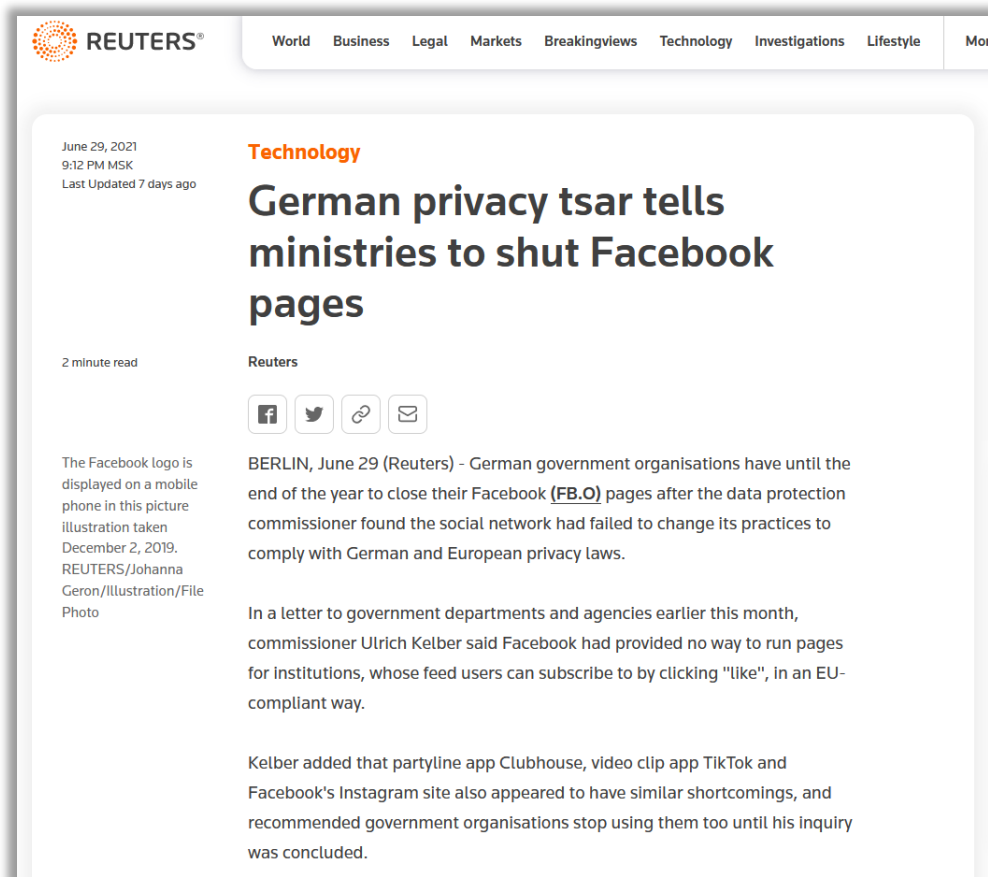 REUTERS®
World Business Legal Markets Breakingviews Technology Investigations Lifestyle
June 29, 2021
9:12 PM MSK
Last Updated 7 days ago
Technology
German privacy tsar tells
ministries to shut Facebook
pages
2 minute read
Reuters
The Facebook logo is
displayed on a mobile
phone in this picture
illustration taken
December 2, 2019.
REUTERS/Johanna
Geron/Illustration/File
Photo
BERLIN, June 29 (Reuters) - German government organisations have until the
end of the year to close their Facebook (FB.O) pages after the data protection
commissioner found the social network had failed to change its practices to
comply with German and European privacy laws.
In a letter to government departments and agencies earlier this month,
commissioner Ulrich Kelber said Facebook had provided no way to run pages
for institutions, whose feed users can subscribe to by clicking "like", in an EU-
compliant way.
Kelber added that partyline app Clubhouse, video clip app TikTok and
Facebook's Instagram site also appeared to have similar shortcomings, and
recommended government organisations stop using them too until his inquiry
was concluded.